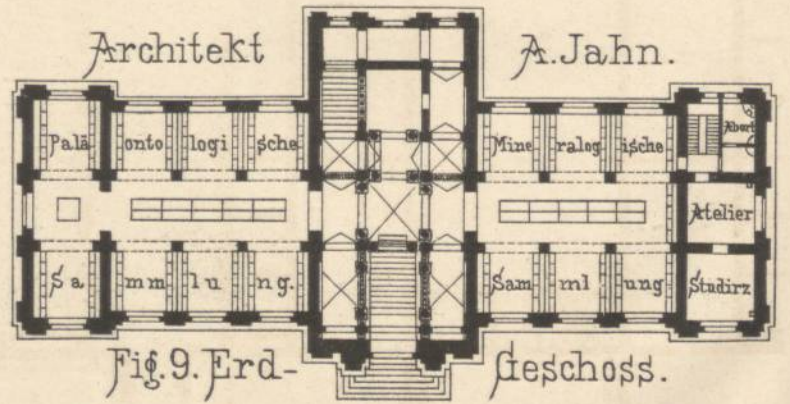 Architekt A. Jahn.
Palä onto logi sche Mine ralog ische Abort
Atelier
Sa mm lu ng. Sam ml ung Studirz
Fig. 9. Erd- Geschoss.